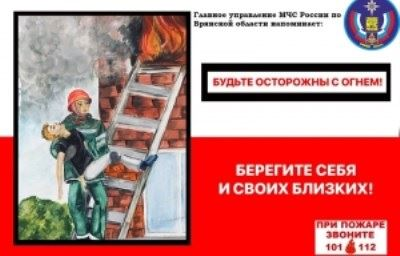 Главное управление МЧС России по
Брянской области напоминает:
БУДЬТЕ ОСТОРОЖНЫ С ОГНЕМ!
БЕРЕГИТЕ СЕБЯ
И СВОИХ БЛИЗКИХ!
ПРИ ПОЖАРЕ
ЗВОНИТЕ
101 112